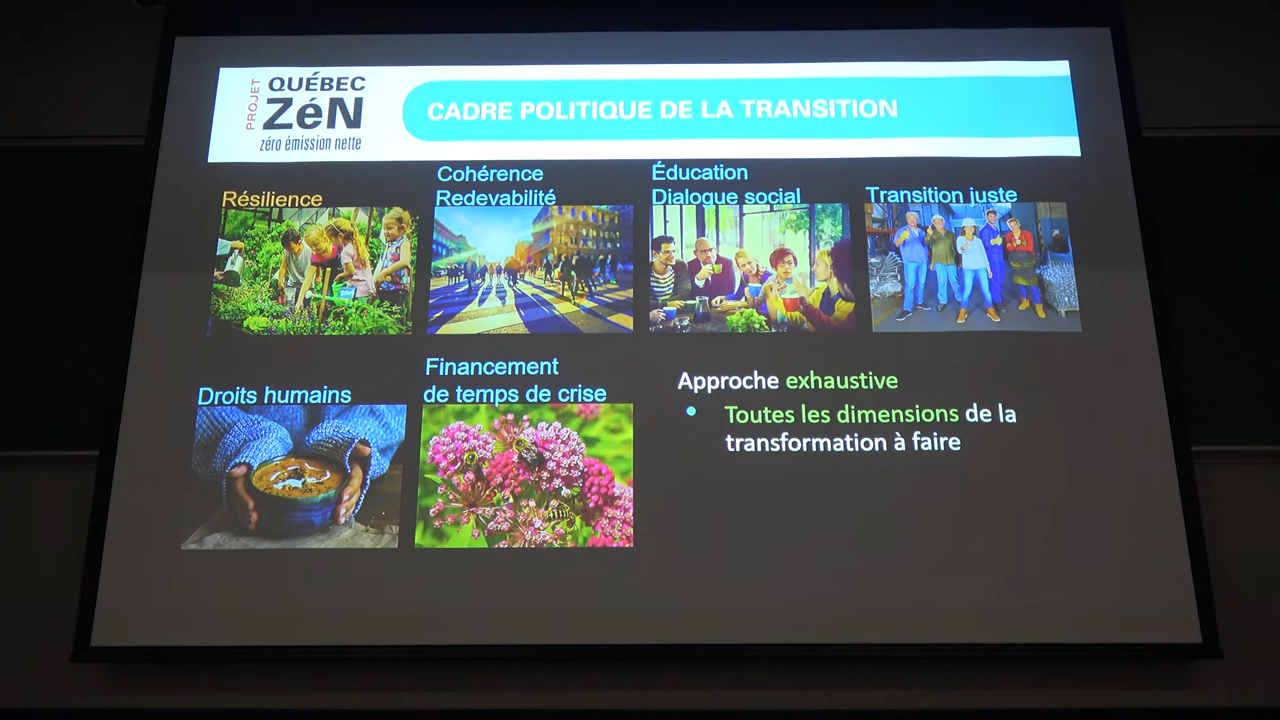 PROJET
QUÉBEC
ZéN
zéro émission nette
CADRE POLITIQUE DE LA TRANSITION
Résilience
Cohérence
Redevabilité
Éducation
Dialogue social
Transition juste
Droits humains
Financement
de temps de crise
Approche exhaustive
• Toutes les dimensions de la
transformation à faire